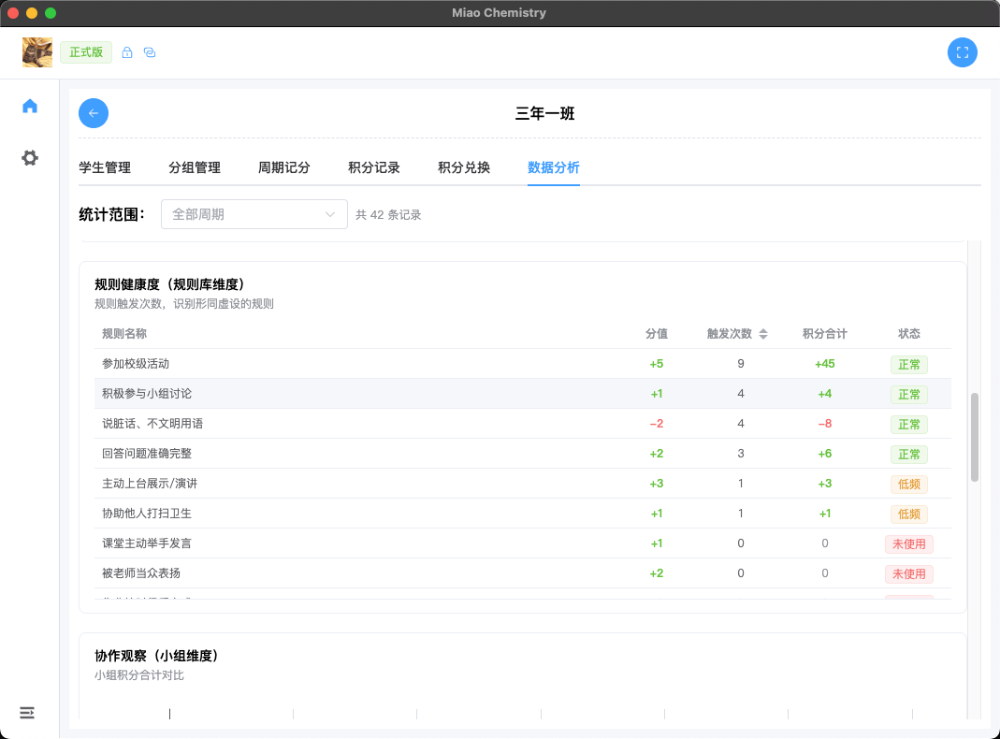 Miao Chemistry
正式版
三年一班
学生管理 分组管理 周期记分 积分记录 积分兑换 数据分析
统计范围： 全部周期 共 42 条记录
规则健康度（规则库维度）
规则触发次数，识别形同虚设的规则
规则名称 分值 触发次数 积分合计 状态
参加校级活动 +5 9 +45 正常
积极参与小组讨论 +1 4 +4 正常
说脏话、不文明用语 −2 4 −8 正常
回答问题准确完整 +2 3 +6 正常
主动上台展示/演讲 +3 1 +3 低频
协助他人打扫卫生 +1 1 +1 低频
课堂主动举手发言 +1 0 0 未使用
被老师当众表扬 +2 0 0 未使用
协作观察（小组维度）
小组积分合计对比